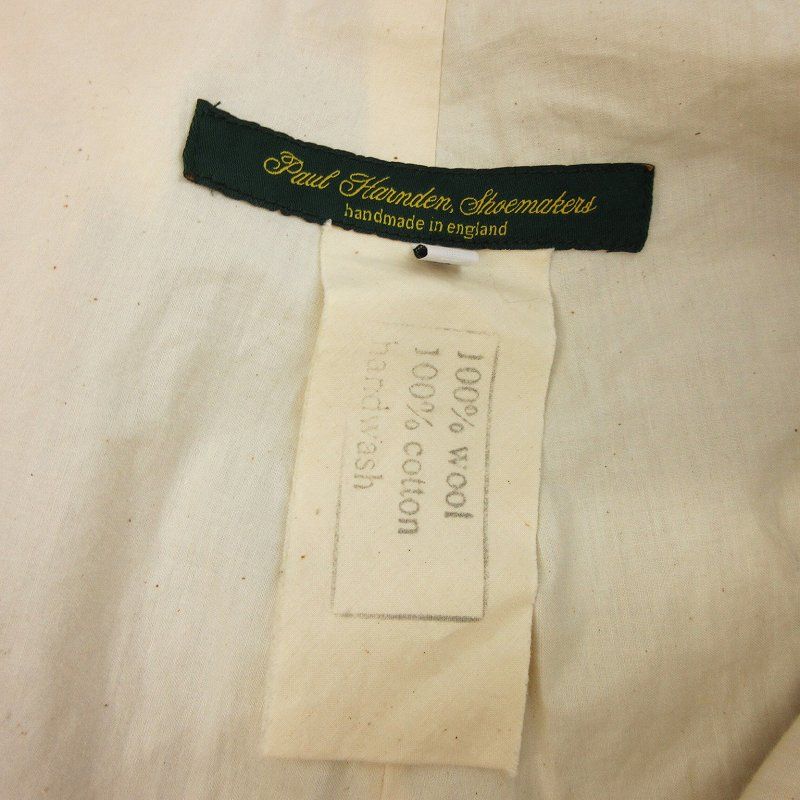 Paul Harnden, Shoemakers
handmade in england
100% wool
100% cotton
handwash